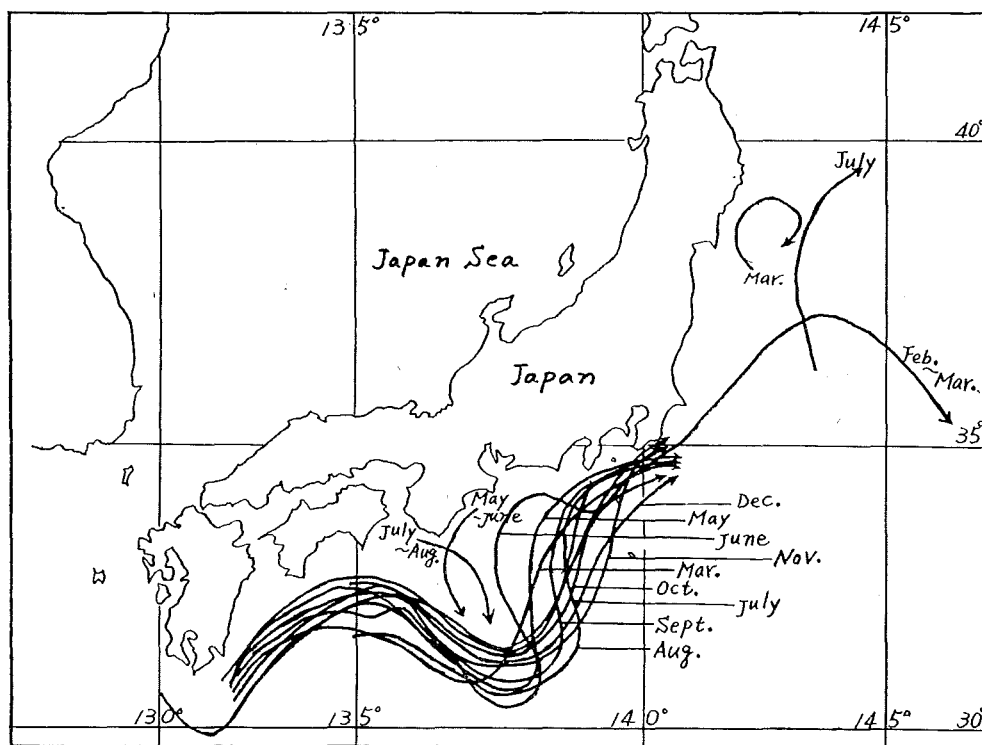 135°
145°
40°
July
Japan Sea
Mar.
Japan
Feb.
~Mar.
35°
May
~June
July
~Aug.
Dec.
May
June
Nov.
Mar.
Oct.
July
Sept.
Aug.
130°
135°
140°
145°
30°